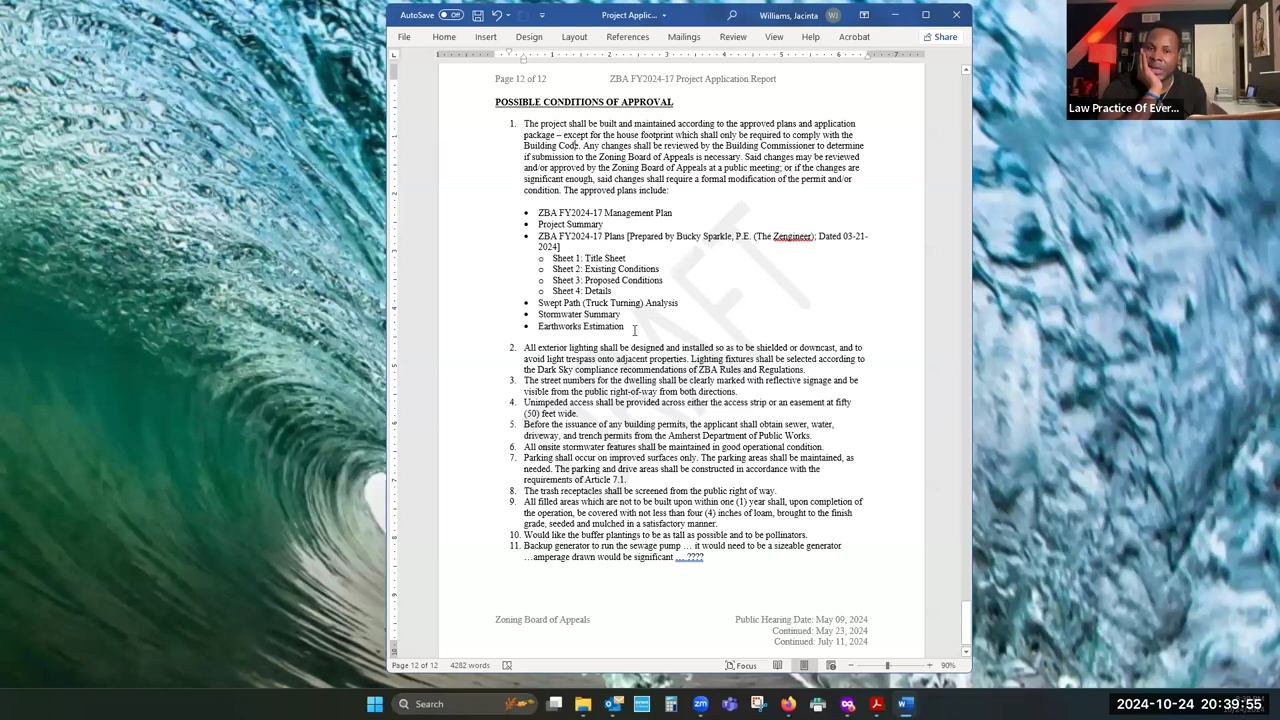 AutoSave Off
Project Applic...
Williams, Jacinta WJ
File Home Insert Design Layout References Mailings Review View Help Acrobat Share
Law Practice Of Ever...
Page 12 of 12 ZBA FY2024-17 Project Application Report
POSSIBLE CONDITIONS OF APPROVAL
1. The project shall be built and maintained according to the approved plans and application
package – except for the house footprint which shall only be required to comply with the
Building Code. Any changes shall be reviewed by the Building Commissioner to determine
if submission to the Zoning Board of Appeals is necessary. Said changes may be reviewed
and/or approved by the Zoning Board of Appeals at a public meeting; or if the changes are
significant enough, said changes shall require a formal modification of the permit and/or
condition. The approved plans include:
• ZBA FY2024-17 Management Plan
• Project Summary
• ZBA FY2024-17 Plans [Prepared by Bucky Sparkle, P.E. (The Zengineer); Dated 03-21-
2024]
o Sheet 1: Title Sheet
o Sheet 2: Existing Conditions
o Sheet 3: Proposed Conditions
o Sheet 4: Details
• Swept Path (Truck Turning) Analysis
• Stormwater Summary
• Earthworks Estimation
2. All exterior lighting shall be designed and installed so as to be shielded or downcast, and to
avoid light trespass onto adjacent properties. Lighting fixtures shall be selected according to
the Dark Sky compliance recommendations of ZBA Rules and Regulations.
3. The street numbers for the dwelling shall be clearly marked with reflective signage and be
visible from the public right-of-way from both directions.
4. Unimpeded access shall be provided across either the access strip or an easement at fifty
(50) feet wide.
5. Before the issuance of any building permits, the applicant shall obtain sewer, water,
driveway, and trench permits from the Amherst Department of Public Works.
6. All onsite stormwater features shall be maintained in good operational condition.
7. Parking shall occur on improved surfaces only. The parking areas shall be maintained, as
needed. The parking and drive areas shall be constructed in accordance with the
requirements of Article 7.1.
8. The trash receptacles shall be screened from the public right of way.
9. All filled areas which are not to be built upon within one (1) year shall, upon completion of
the operation, be covered with not less than four (4) inches of loam, brought to the finish
grade, seeded and mulched in a satisfactory manner.
10. Would like the buffer plantings to be as tall as possible and to be pollinators.
11. Backup generator to run the sewage pump … it would need to be a sizeable generator
…amperage drawn would be significant … ????
Zoning Board of Appeals Public Hearing Date: May 09, 2024
Continued: May 23, 2024
Continued: July 11, 2024
Page 12 of 12 4282 words Focus 90%
Search
2024-10-24 20:39:55